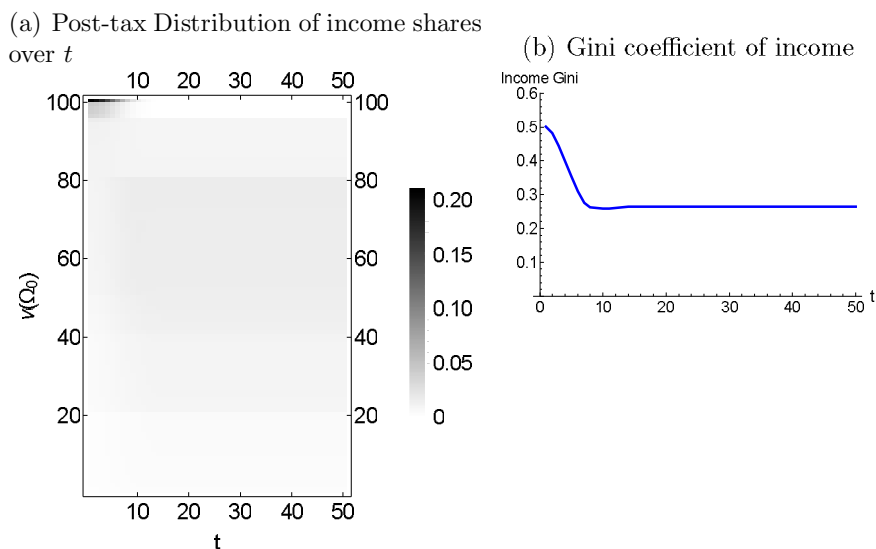 (a) Post-tax Distribution of income shares
over t
10 20 30 40 50
100 100
80 80
60 60
40 40
20 20
10 20 30 40 50
t
ν(Ω0)
0.20
0.15
0.10
0.05
0
(b) Gini coefficient of income
Income Gini
0.6
0.5
0.4
0.3
0.2
0.1
0 10 20 30 40 50
t